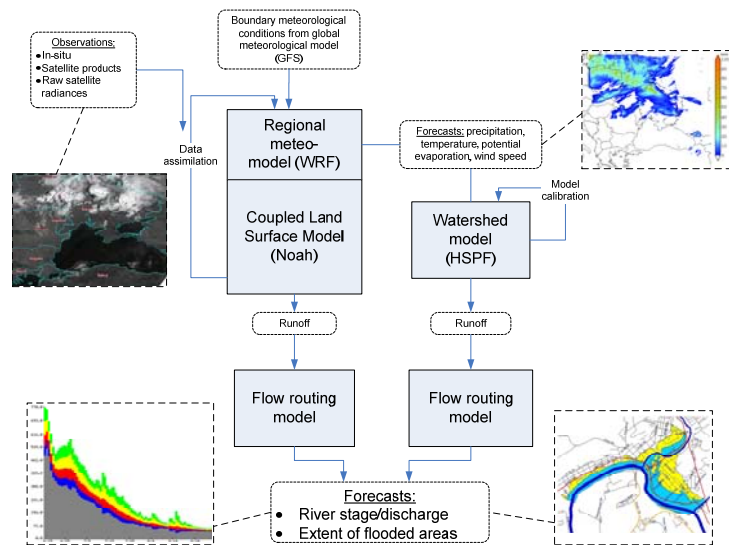 Boundary meteorological
conditions from global
meteorological model
(GFS)
Observations:
•In-situ
•Satellite products
•Raw satellite
radiances
Regional
meteo-
model (WRF)
Data
assimilation
Forecasts: precipitation,
temperature, potential
evaporation, wind speed
Model
calibration
Coupled Land
Surface Model
(Noah)
Watershed
model
(HSPF)
Runoff
Runoff
Flow routing
model
Flow routing
model
Forecasts:
• River stage/discharge
• Extent of flooded areas